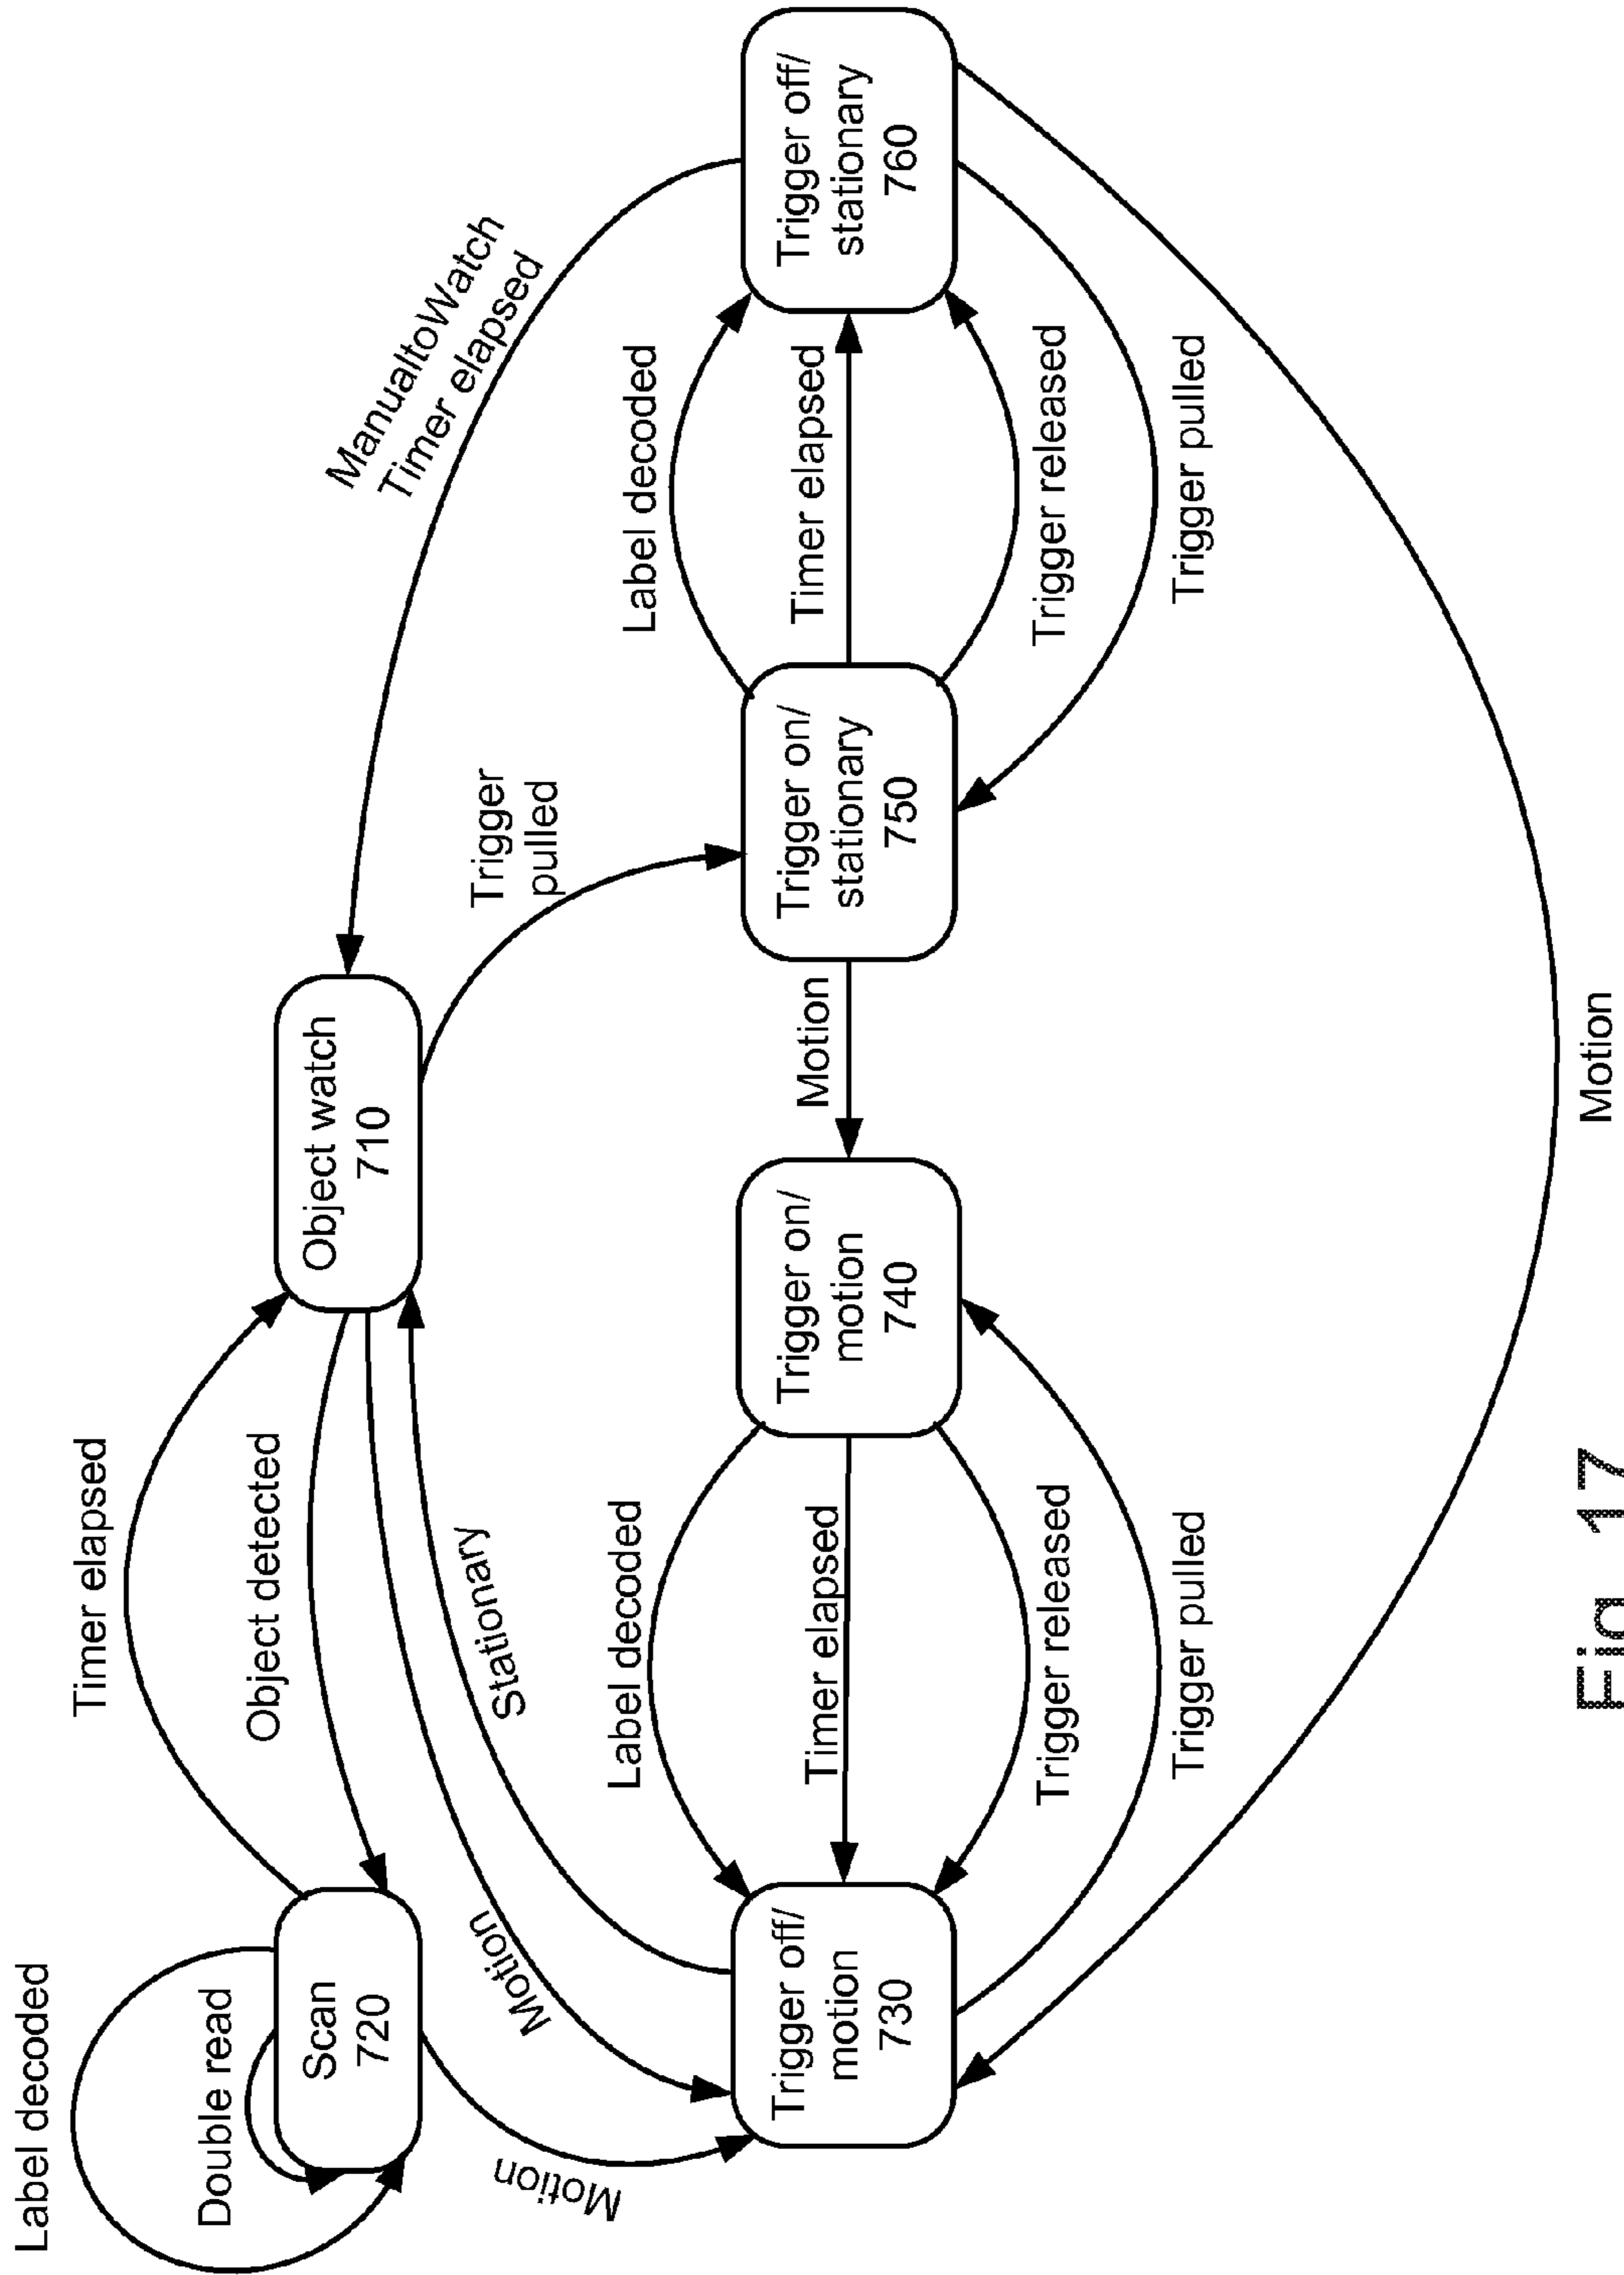 Label decoded
Double read
Scan
720
Timer elapsed
Object detected
Object watch
710
ManualtoWatch
Timer elapsed
Motion
Motion
Stationary
Trigger
pulled
Label decoded
Label decoded
Trigger off/
motion
730
Timer elapsed
Trigger on/
motion
740
Motion
Trigger on/
stationary
750
Timer elapsed
Trigger off/
stationary
760
Trigger released
Trigger released
Trigger pulled
Trigger pulled
Motion
Fig. 17